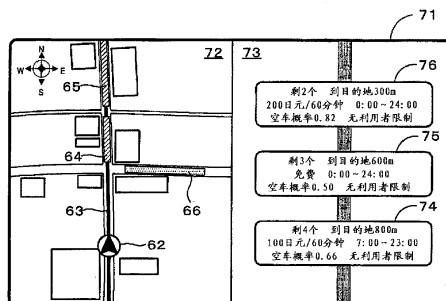 71
N
W E
S
72
73
76
65
剩2个 到目的地300m
200日元/60分钟 0:00~24:00
空车概率0.82 无利用者限制
75
64
剩3个 到目的地600m
免费 0:00~24:00
空车概率0.50 无利用者限制
66
63
74
62
剩4个 到目的地800m
100日元/60分钟 7:00~23:00
空车概率0.66 无利用者限制